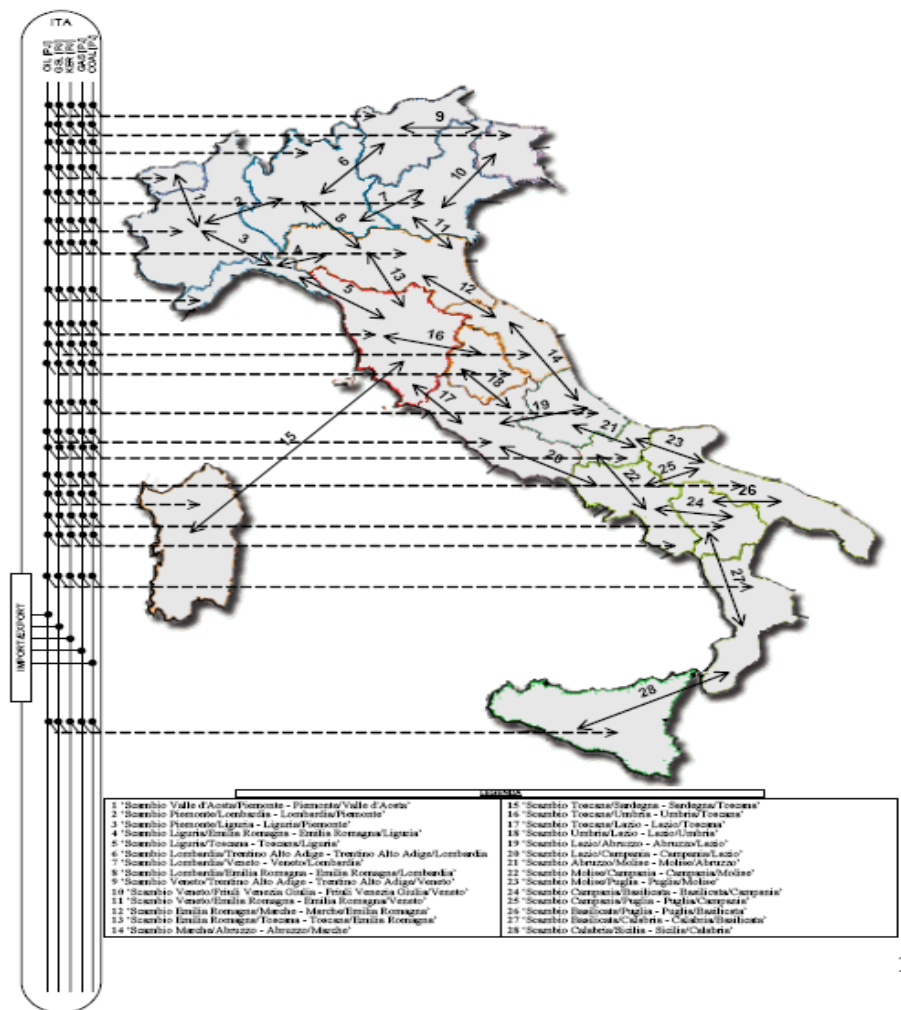 ITA
OIL [PJ]
GSL [PJ]
KER [PJ]
GAS [PJ]
COAL [PJ]
9
6
10
1
2
7
8
11
3
4
13
5
12
16
14
18
17
19
15
21
23
20
22
25
26
24
27
IMPORT/EXPORT
28
LEGENDA
1 'Scambio Valle d'Aosta/Piemonte - Piemonte/Valle d'Aosta'
2 'Scambio Piemonte/Lombardia - Lombardia/Piemonte'
3 'Scambio Piemonte/Liguria - Liguria/Piemonte'
4 'Scambio Liguria/Emilia Romagna - Emilia Romagna/Liguria'
5 'Scambio Liguria/Toscana - Toscana/Liguria'
6 'Scambio Lombardia/Trentino Alto Adige - Trentino Alto Adige/Lombardia
7 'Scambio Lombardia/Veneto - Veneto/Lombardia'
8 'Scambio Lombardia/Emilia Romagna - Emilia Romagna/Lombardia'
9 'Scambio Veneto/Trentino Alto Adige - Trentino Alto Adige/Veneto'
10 'Scambio Veneto/Friuli Venezia Giulia - Friuli Venezia Giulia/Veneto'
11 'Scambio Veneto/Emilia Romagna - Emilia Romagna/Veneto'
12 'Scambio Emilia Romagna/Marche - Marche/Emilia Romagna'
13 'Scambio Emilia Romagna/Toscana - Toscana/Emilia Romagna'
14 'Scambio Marche/Abruzzo - Abruzzo/Marche'
15 'Scambio Toscana/Sardegna - Sardegna/Toscana'
16 'Scambio Toscana/Umbria - Umbria/Toscana'
17 'Scambio Toscana/Lazio - Lazio/Toscana'
18 'Scambio Umbria/Lazio - Lazio/Umbria'
19 'Scambio Lazio/Abruzzo - Abruzzo/Lazio'
20 'Scambio Lazio/Campania - Campania/Lazio'
21 'Scambio Abruzzo/Molise - Molise/Abruzzo'
22 'Scambio Molise/Campania - Campania/Molise'
23 'Scambio Molise/Puglia - Puglia/Molise'
24 'Scambio Campania/Basilicata - Basilicata/Campania'
25 'Scambio Campania/Puglia - Puglia/Campania'
26 'Scambio Basilicata/Puglia - Puglia/Basilicata'
27 'Scambio Basilicata/Calabria - Calabria/Basilicata'
28 'Scambio Calabria/Sicilia - Sicilia/Calabria'